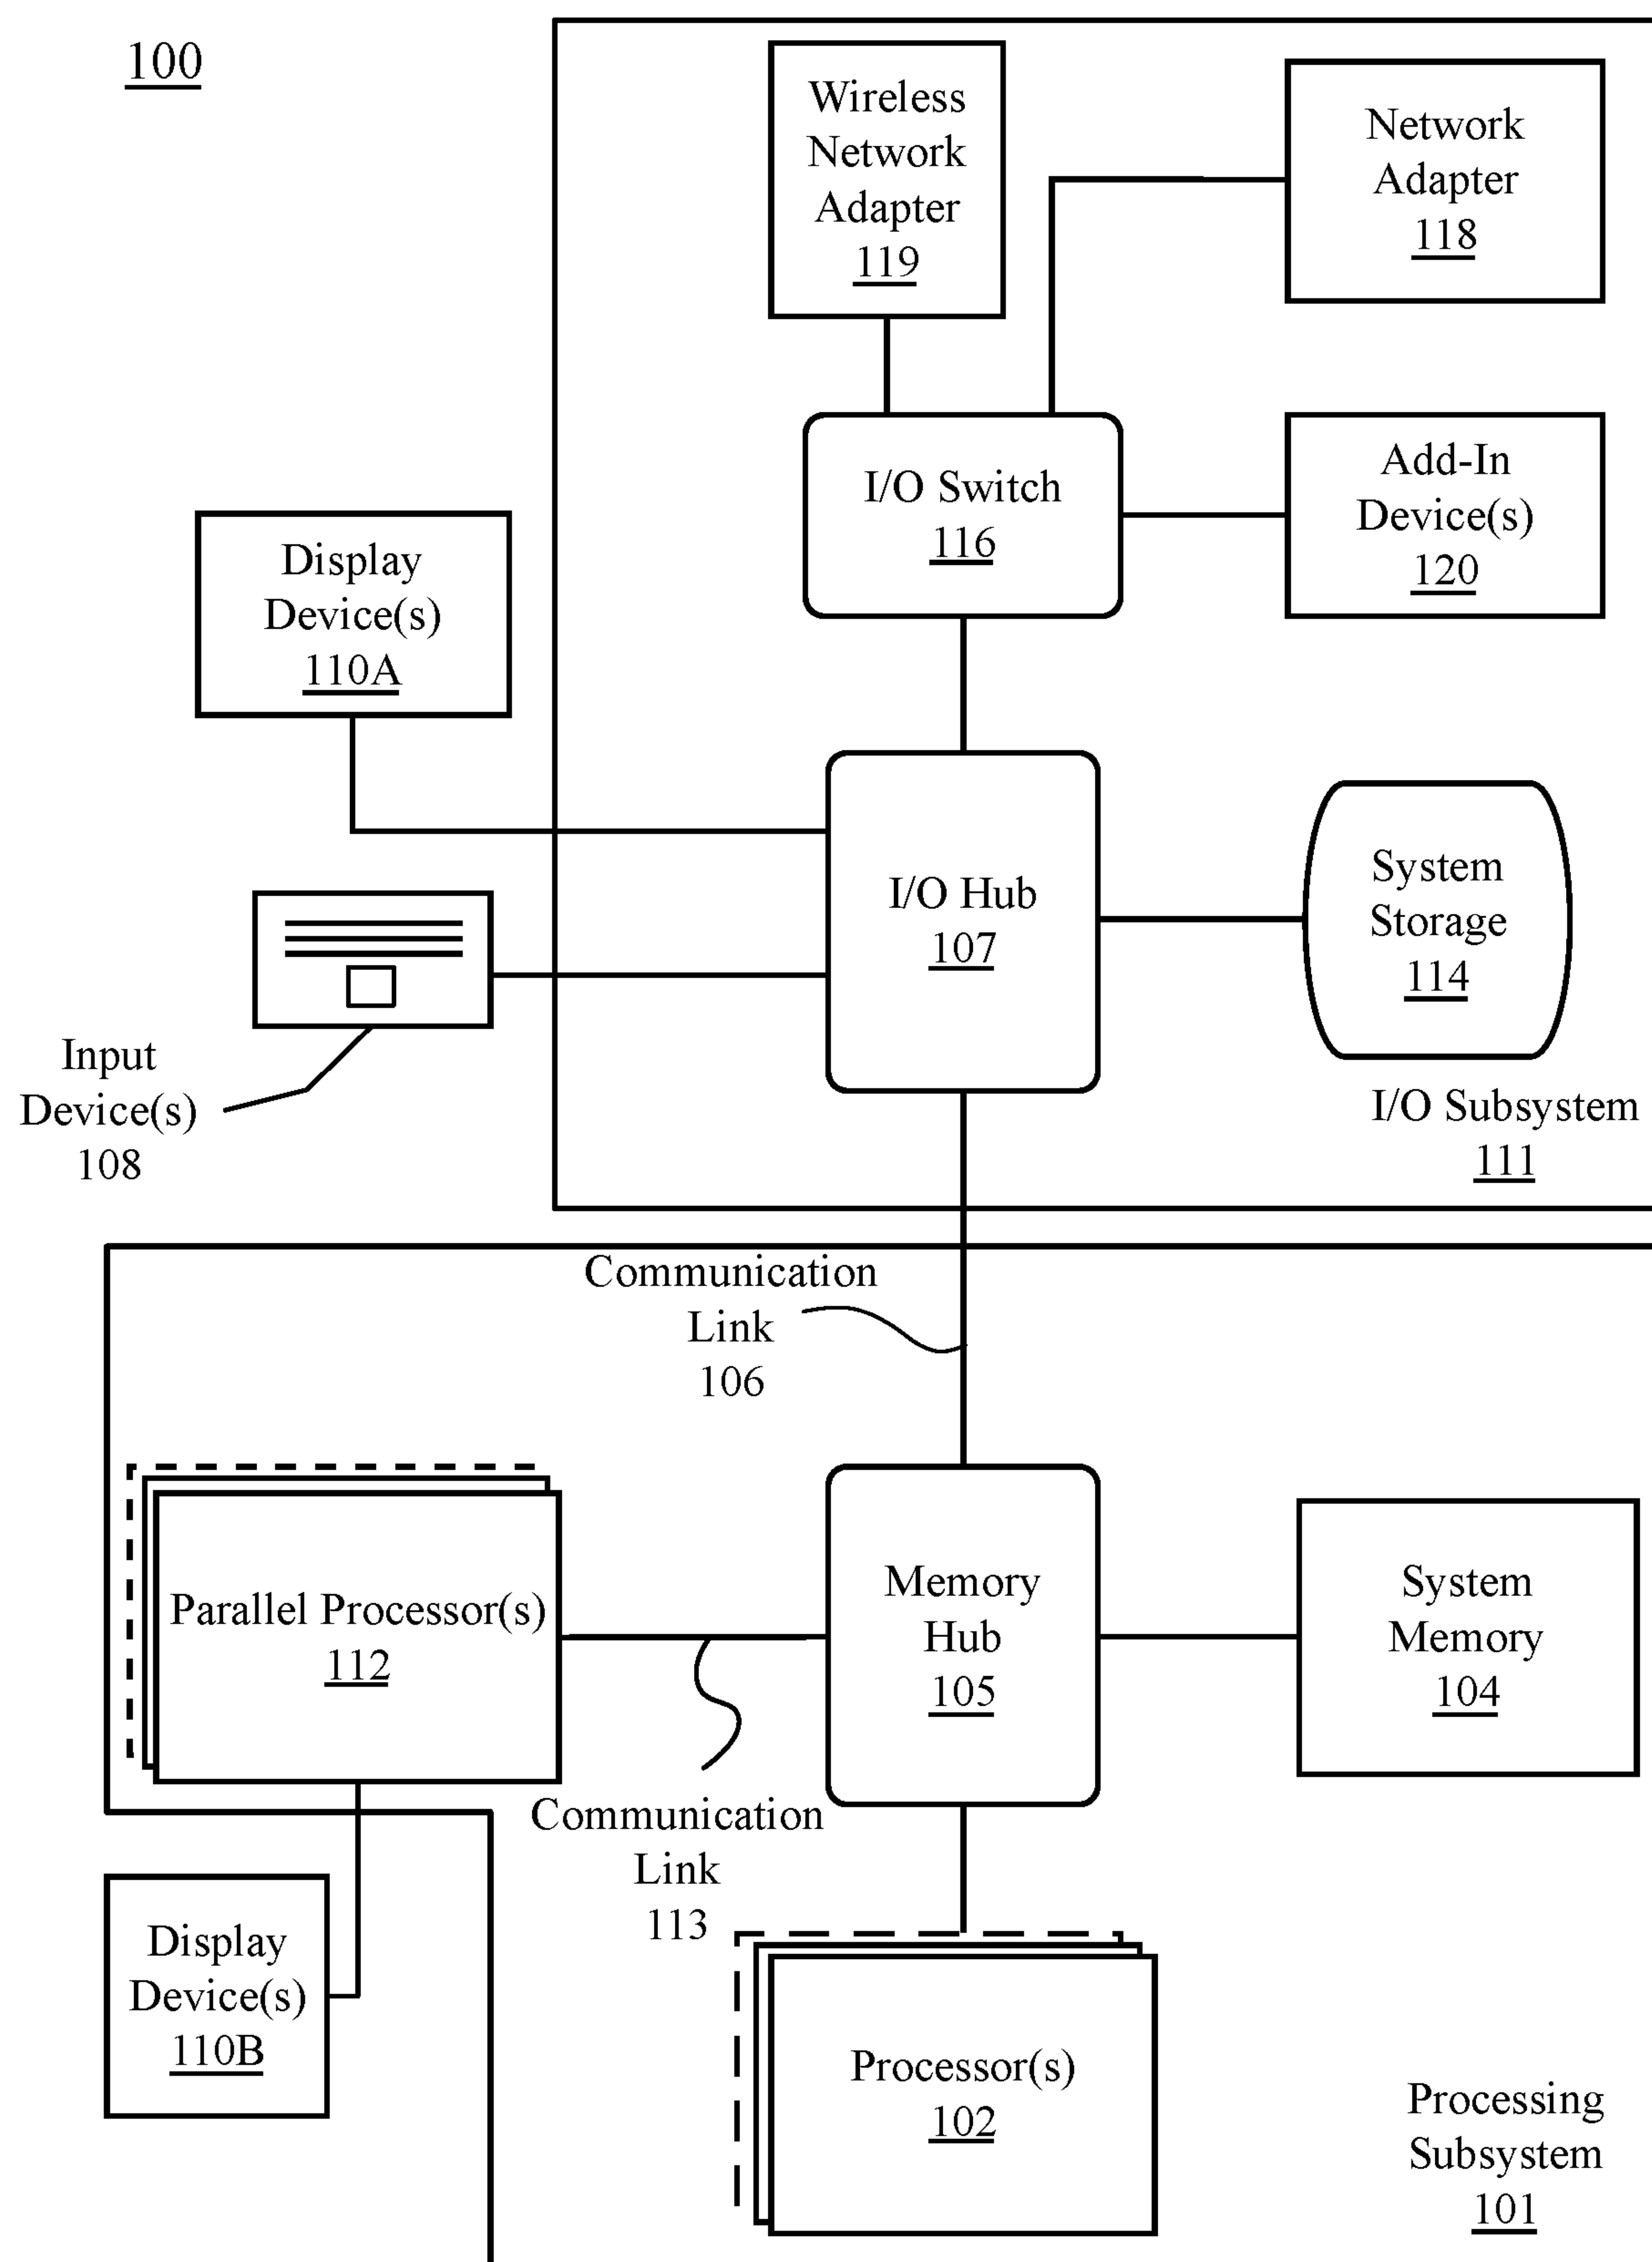 100
Wireless
Network
Adapter
119
Network
Adapter
118
I/O Switch
116
Add-In
Device(s)
120
Display
Device(s)
110A
I/O Hub
107
System
Storage
114
Input
Device(s)
108
I/O Subsystem
111
Communication
Link
106
Parallel Processor(s)
112
Memory
Hub
105
System
Memory
104
Communication
Link
113
Display
Device(s)
110B
Processor(s)
102
Processing
Subsystem
101